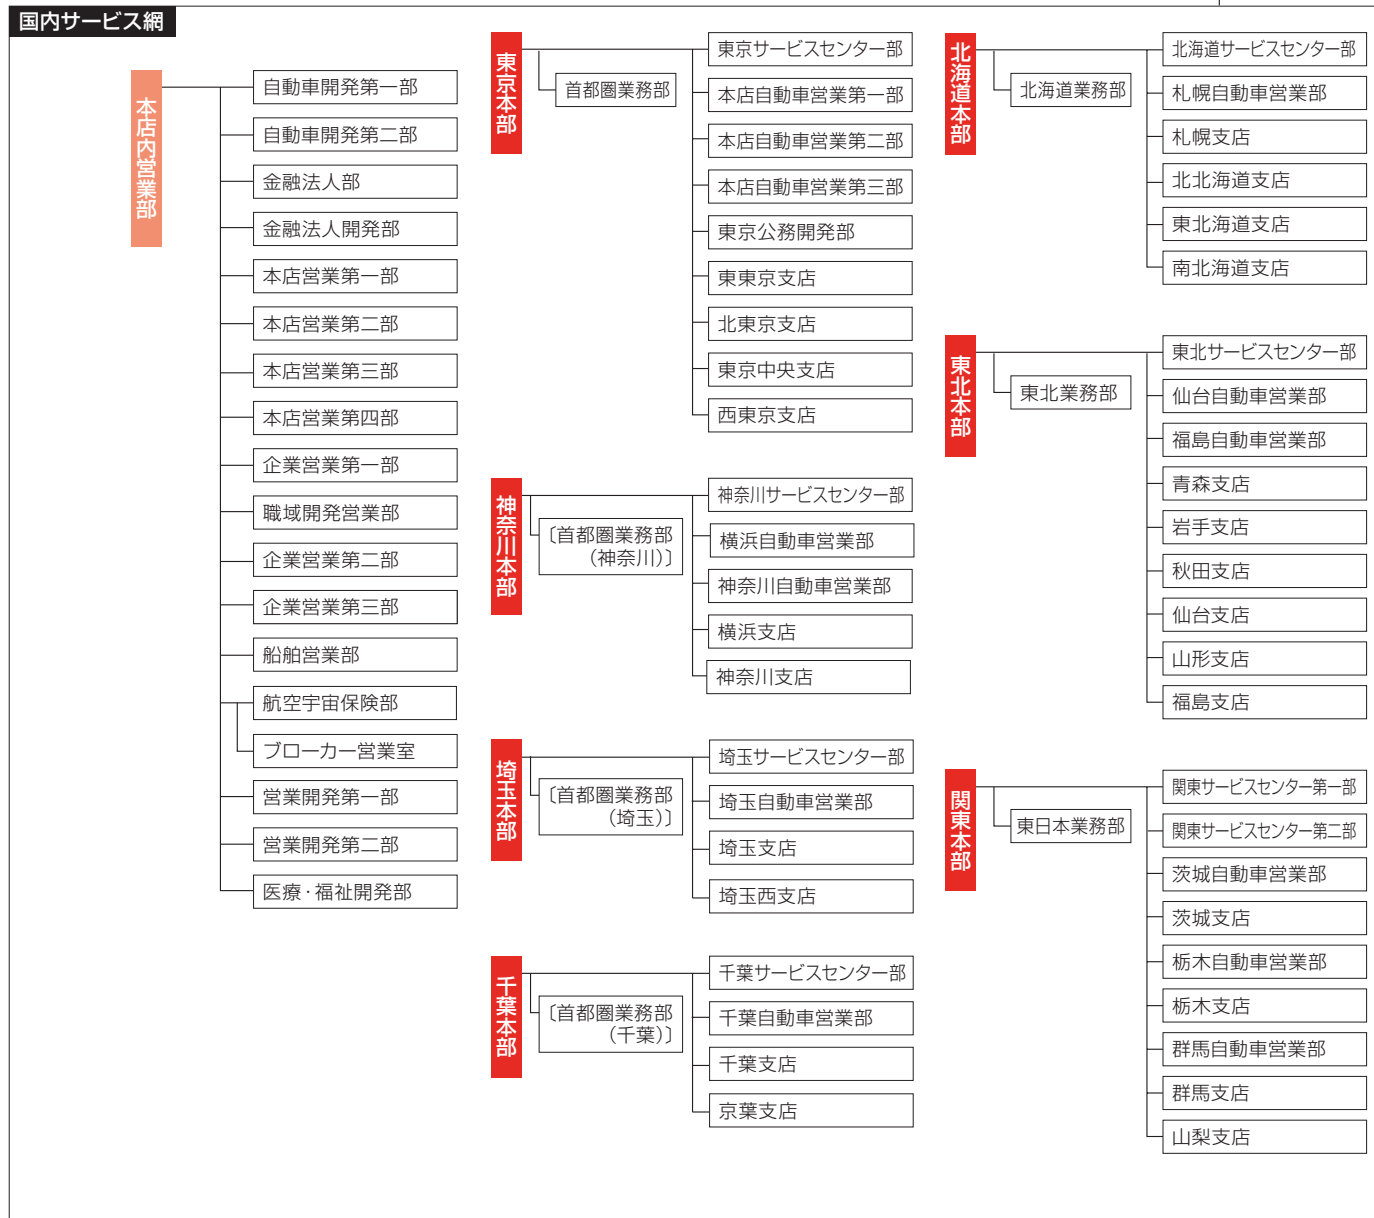 国内サービス網
本店内営業部
自動車開発第一部
自動車開発第二部
金融法人部
金融法人開発部
本店営業第一部
本店営業第二部
本店営業第三部
本店営業第四部
企業営業第一部
職域開発営業部
企業営業第二部
企業営業第三部
船舶営業部
航空宇宙保険部
ブローカー営業室
営業開発第一部
営業開発第二部
医療・福祉開発部
東京本部
首都圏業務部
東京サービスセンター部
本店自動車営業第一部
本店自動車営業第二部
本店自動車営業第三部
東京公務開発部
東東京支店
北東京支店
東京中央支店
西東京支店
神奈川本部
〔首都圏業務部
（神奈川）〕
神奈川サービスセンター部
横浜自動車営業部
神奈川自動車営業部
横浜支店
神奈川支店
埼玉本部
〔首都圏業務部
（埼玉）〕
埼玉サービスセンター部
埼玉自動車営業部
埼玉支店
埼玉西支店
千葉本部
〔首都圏業務部
（千葉）〕
千葉サービスセンター部
千葉自動車営業部
千葉支店
京葉支店
北海道本部
北海道業務部
北海道サービスセンター部
札幌自動車営業部
札幌支店
北北海道支店
東北海道支店
南北海道支店
東北本部
東北業務部
東北サービスセンター部
仙台自動車営業部
福島自動車営業部
青森支店
岩手支店
秋田支店
仙台支店
山形支店
福島支店
関東本部
東日本業務部
関東サービスセンター第一部
関東サービスセンター第二部
茨城自動車営業部
茨城支店
栃木自動車営業部
栃木支店
群馬自動車営業部
群馬支店
山梨支店